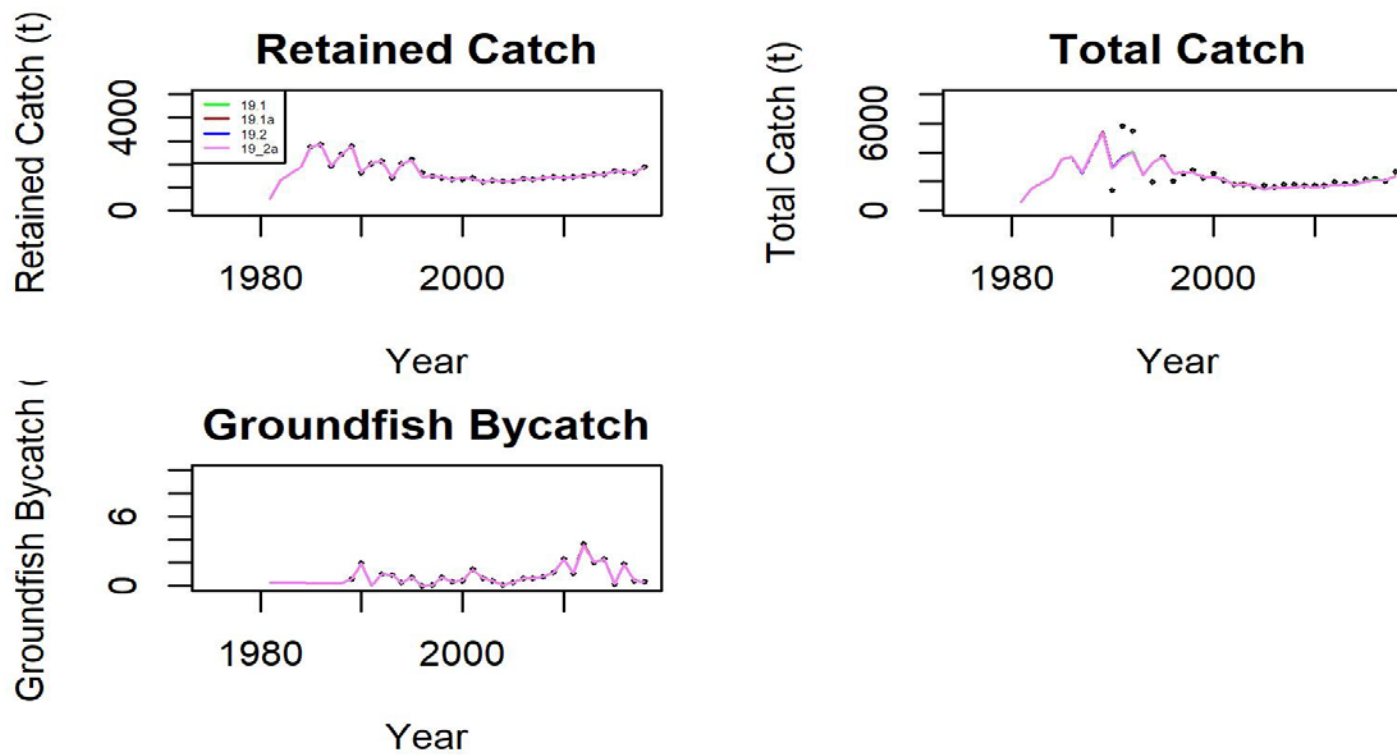 Retained Catch
Retained Catch (t)
4000
0
19.1
19.1a
19.2
19_2a
1980
2000
Year
Total Catch
Total Catch (t)
6000
0
1980
2000
Year
Groundfish Bycatch
Groundfish Bycatch (
6
0
1980
2000
Year